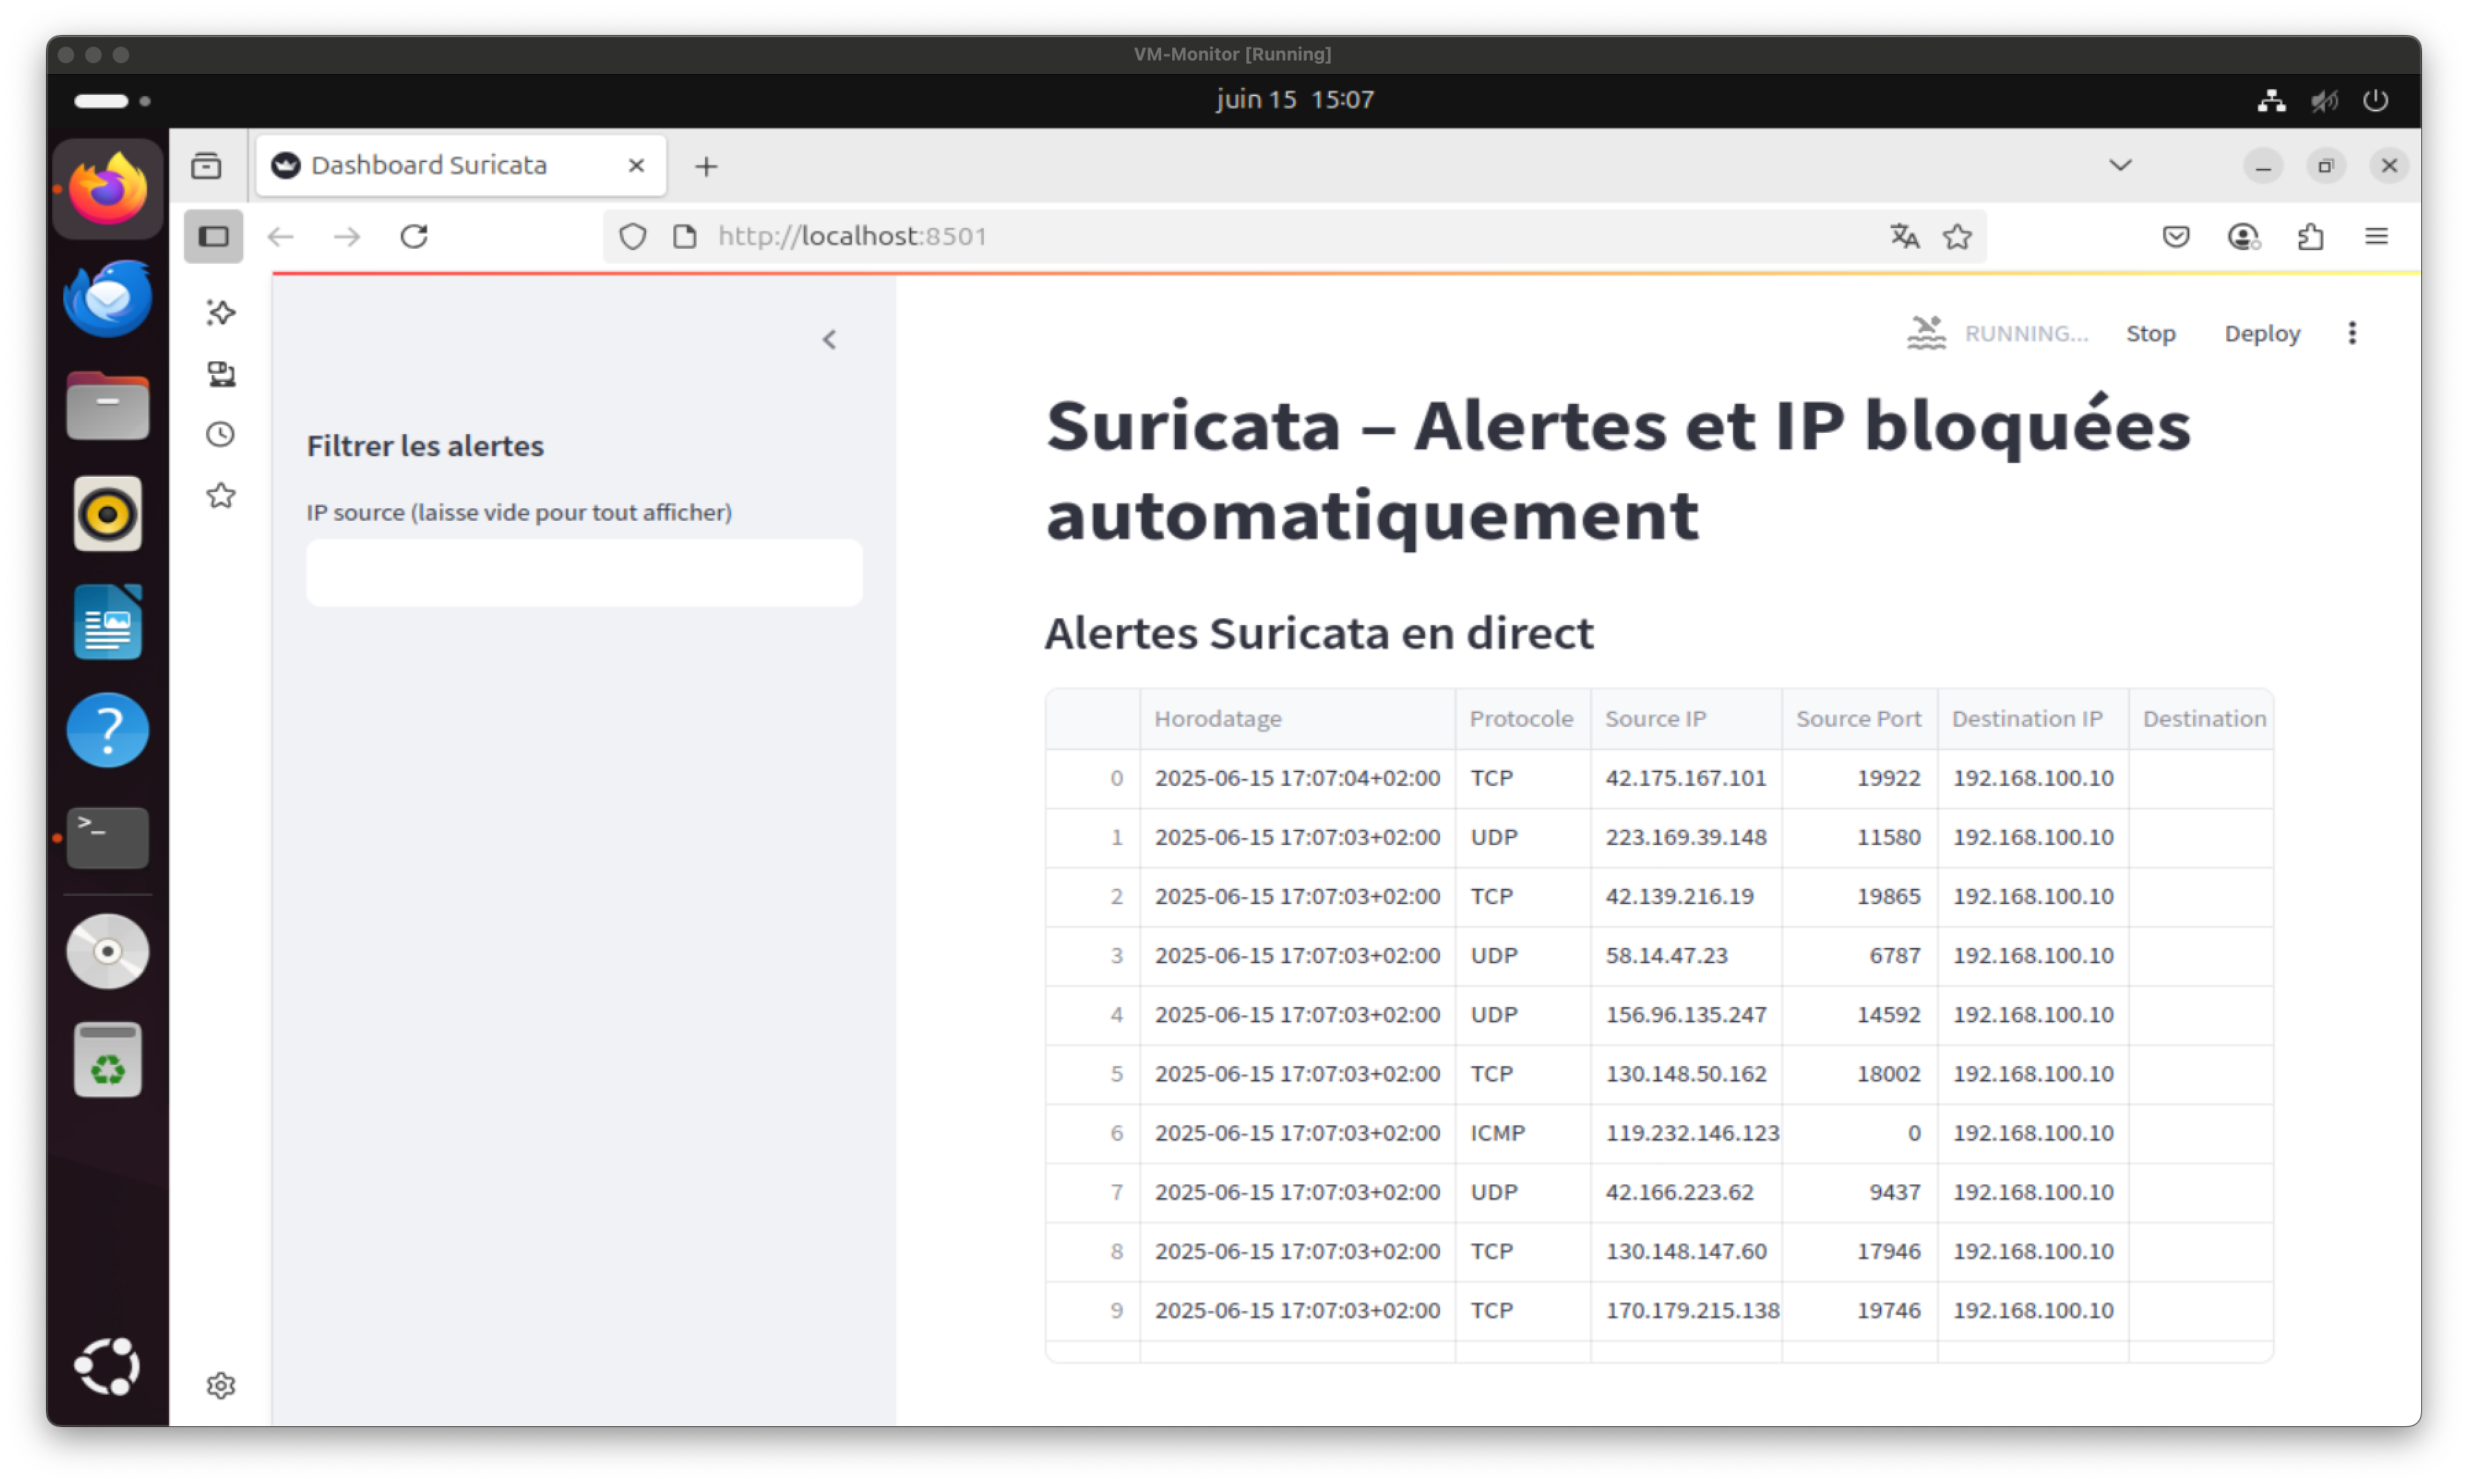 VM-Monitor [Running]
juin 15 15:07
Dashboard Suricata
http://localhost:8501
RUNNING... Stop Deploy
Filtrer les alertes
IP source (laisse vide pour tout afficher)
Suricata – Alertes et IP bloquées
automatiquement
Alertes Suricata en direct
Horodatage Protocole Source IP Source Port Destination IP Destination
0 2025-06-15 17:07:04+02:00 TCP 42.175.167.101 19922 192.168.100.10
1 2025-06-15 17:07:03+02:00 UDP 223.169.39.148 11580 192.168.100.10
2 2025-06-15 17:07:03+02:00 TCP 42.139.216.19 19865 192.168.100.10
3 2025-06-15 17:07:03+02:00 UDP 58.14.47.23 6787 192.168.100.10
4 2025-06-15 17:07:03+02:00 UDP 156.96.135.247 14592 192.168.100.10
5 2025-06-15 17:07:03+02:00 TCP 130.148.50.162 18002 192.168.100.10
6 2025-06-15 17:07:03+02:00 ICMP 119.232.146.123 0 192.168.100.10
7 2025-06-15 17:07:03+02:00 UDP 42.166.223.62 9437 192.168.100.10
8 2025-06-15 17:07:03+02:00 TCP 130.148.147.60 17946 192.168.100.10
9 2025-06-15 17:07:03+02:00 TCP 170.179.215.138 19746 192.168.100.10